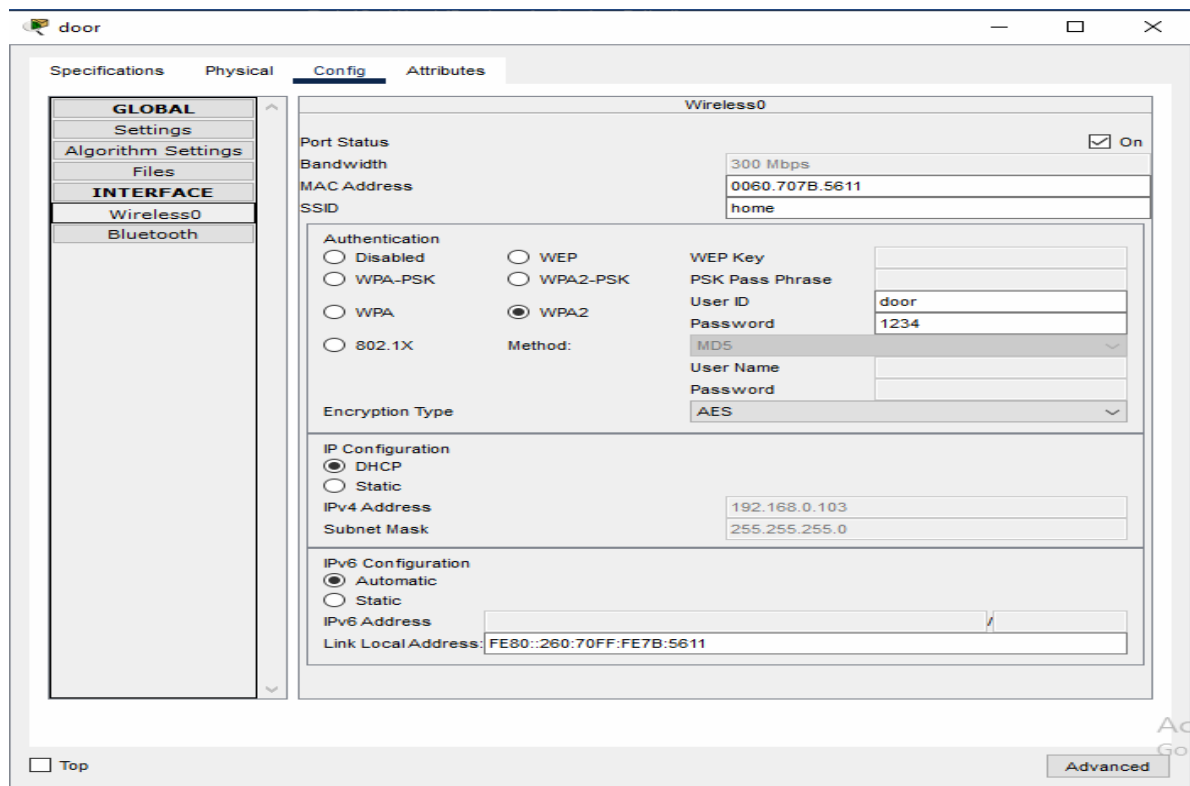 door
Specifications Physical Config Attributes
GLOBAL
Settings
Algorithm Settings
Files
INTERFACE
Wireless0
Bluetooth
Wireless0
Port Status On
Bandwidth 300 Mbps
MAC Address 0060.707B.5611
SSID home
Authentication
Disabled WEP WEP Key
WPA-PSK WPA2-PSK PSK Pass Phrase
User ID door
WPA WPA2
Password 1234
802.1X Method: MD5
User Name
Password
Encryption Type AES
IP Configuration
DHCP
Static
IPv4 Address 192.168.0.103
Subnet Mask 255.255.255.0
IPv6 Configuration
Automatic
Static
IPv6 Address /
Link Local Address: FE80::260:70FF:FE7B:5611
Top Advanced
Ac
Go